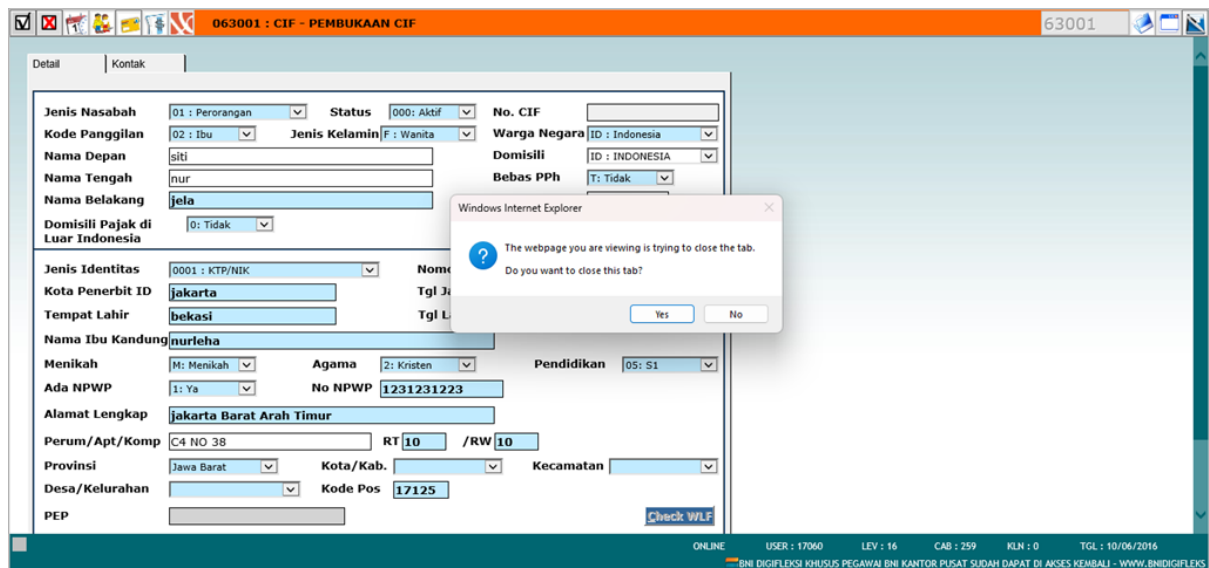 063001 : CIF - PEMBUKAAN CIF 63001
Detail Kontak
Jenis Nasabah 01 : Perorangan Status 000: Aktif No. CIF
Kode Panggilan 02 : Ibu Jenis Kelamin F : Wanita Warga Negara ID : Indonesia
Nama Depan siti Domisili ID : INDONESIA
Nama Tengah nur Bebas PPh T: Tidak
Nama Belakang jela
Windows Internet Explorer
Domisili Pajak di Luar Indonesia 0: Tidak
The webpage you are viewing is trying to close the tab.
Do you want to close this tab?
Yes No
Jenis Identitas 0001 : KTP/NIK
Kota Penerbit ID jakarta Tgl
Tempat Lahir bekasi Tgl
Nama Ibu Kandung nurleha
Menikah M: Menikah Agama 2: Kristen Pendidikan 05: S1
Ada NPWP 1: Ya No NPWP 1231231223
Alamat Lengkap jakarta Barat Arah Timur
Perum/Apt/Komp C4 NO 38 RT 10 /RW 10
Provinsi Jawa Barat Kota/Kab. Kecamatan
Desa/Kelurahan Kode Pos 17125
PEP Check WLF
ONLINE USER : 17060 LEV : 16 CAB : 259 KLN : 0 TGL : 10/06/2016
BNI DIGIFLEKSI KHUSUS PEGAWAI BNI KANTOR PUSAT SUDAH DAPAT DI AKSES KEMBALI - WWW.BNIDIGIFLEKS